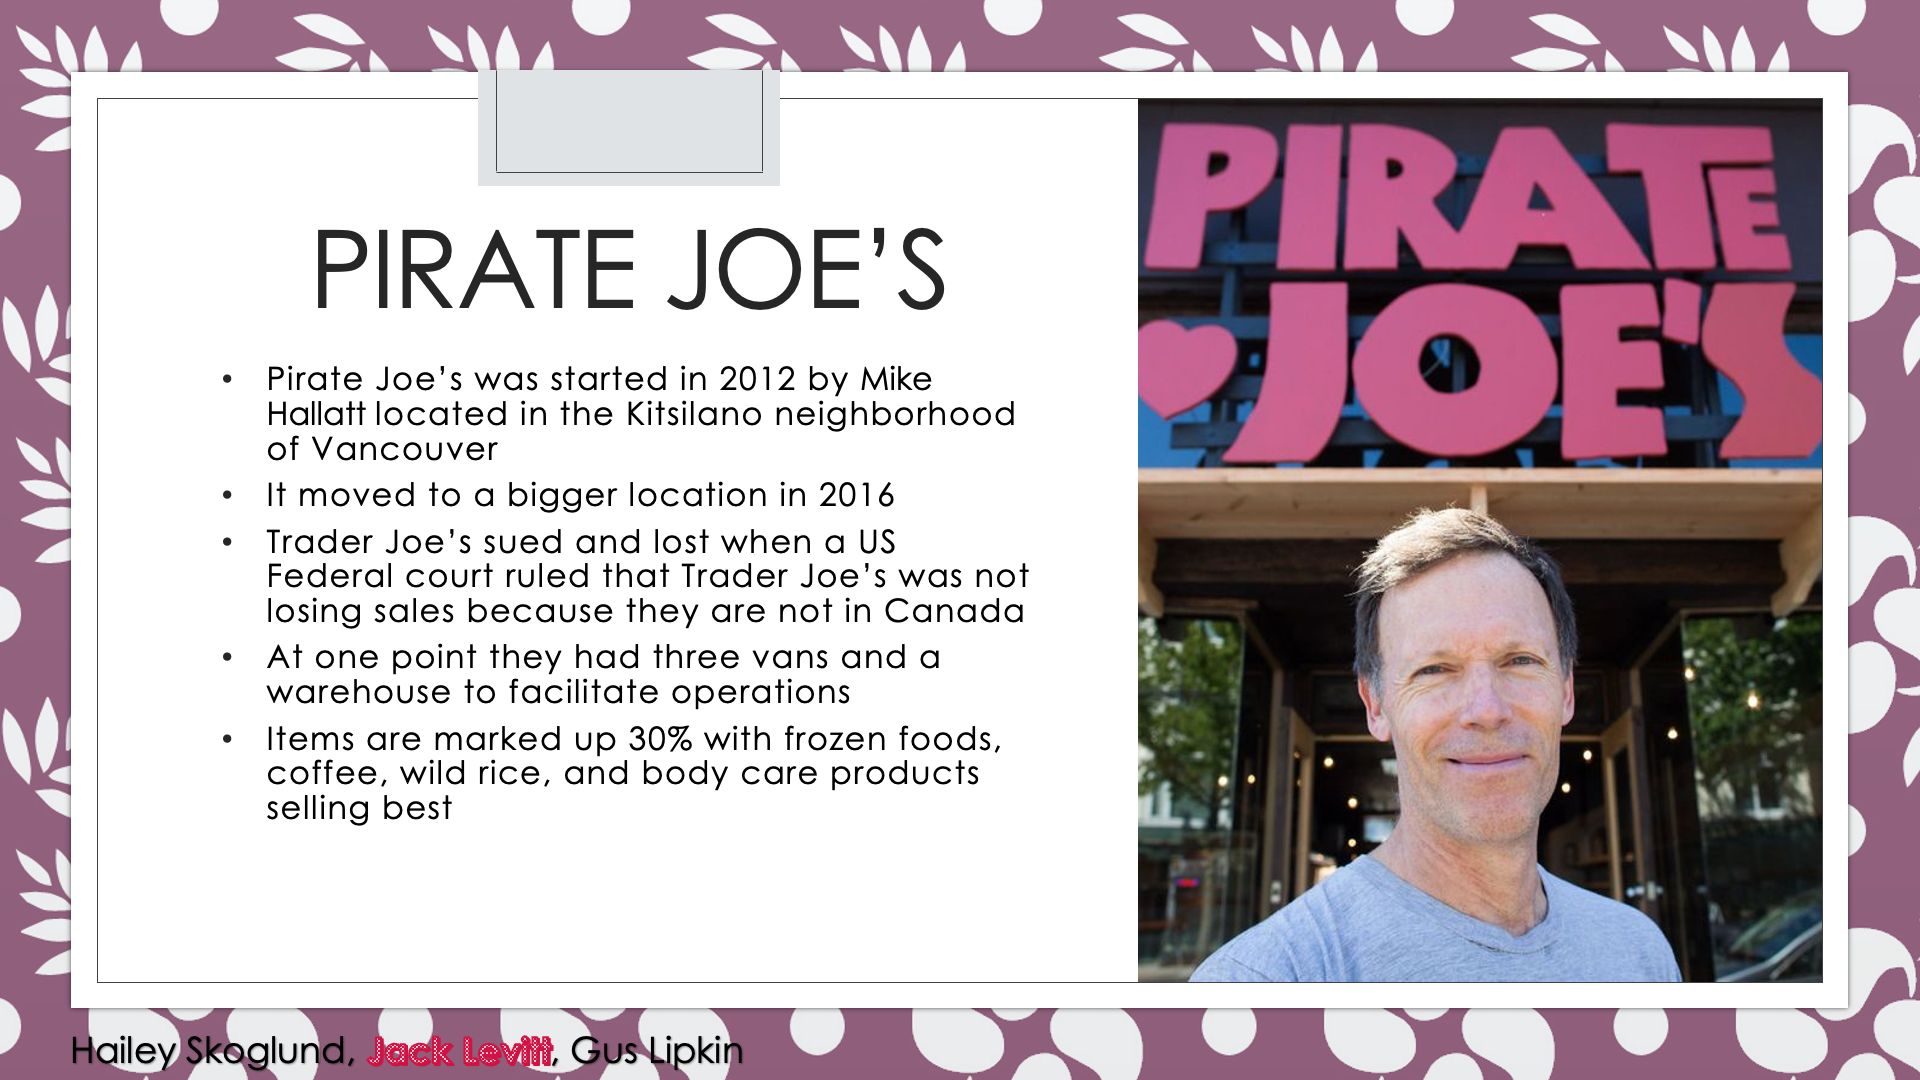 PIRATE JOE’S
• Pirate Joe’s was started in 2012 by Mike
Hallatt located in the Kitsilano neighborhood
of Vancouver
• It moved to a bigger location in 2016
• Trader Joe’s sued and lost when a US
Federal court ruled that Trader Joe’s was not
losing sales because they are not in Canada
• At one point they had three vans and a
warehouse to facilitate operations
• Items are marked up 30% with frozen foods,
coffee, wild rice, and body care products
selling best
PIRATE
JOE'S
Hailey Skoglund, Jack Levitt, Gus Lipkin